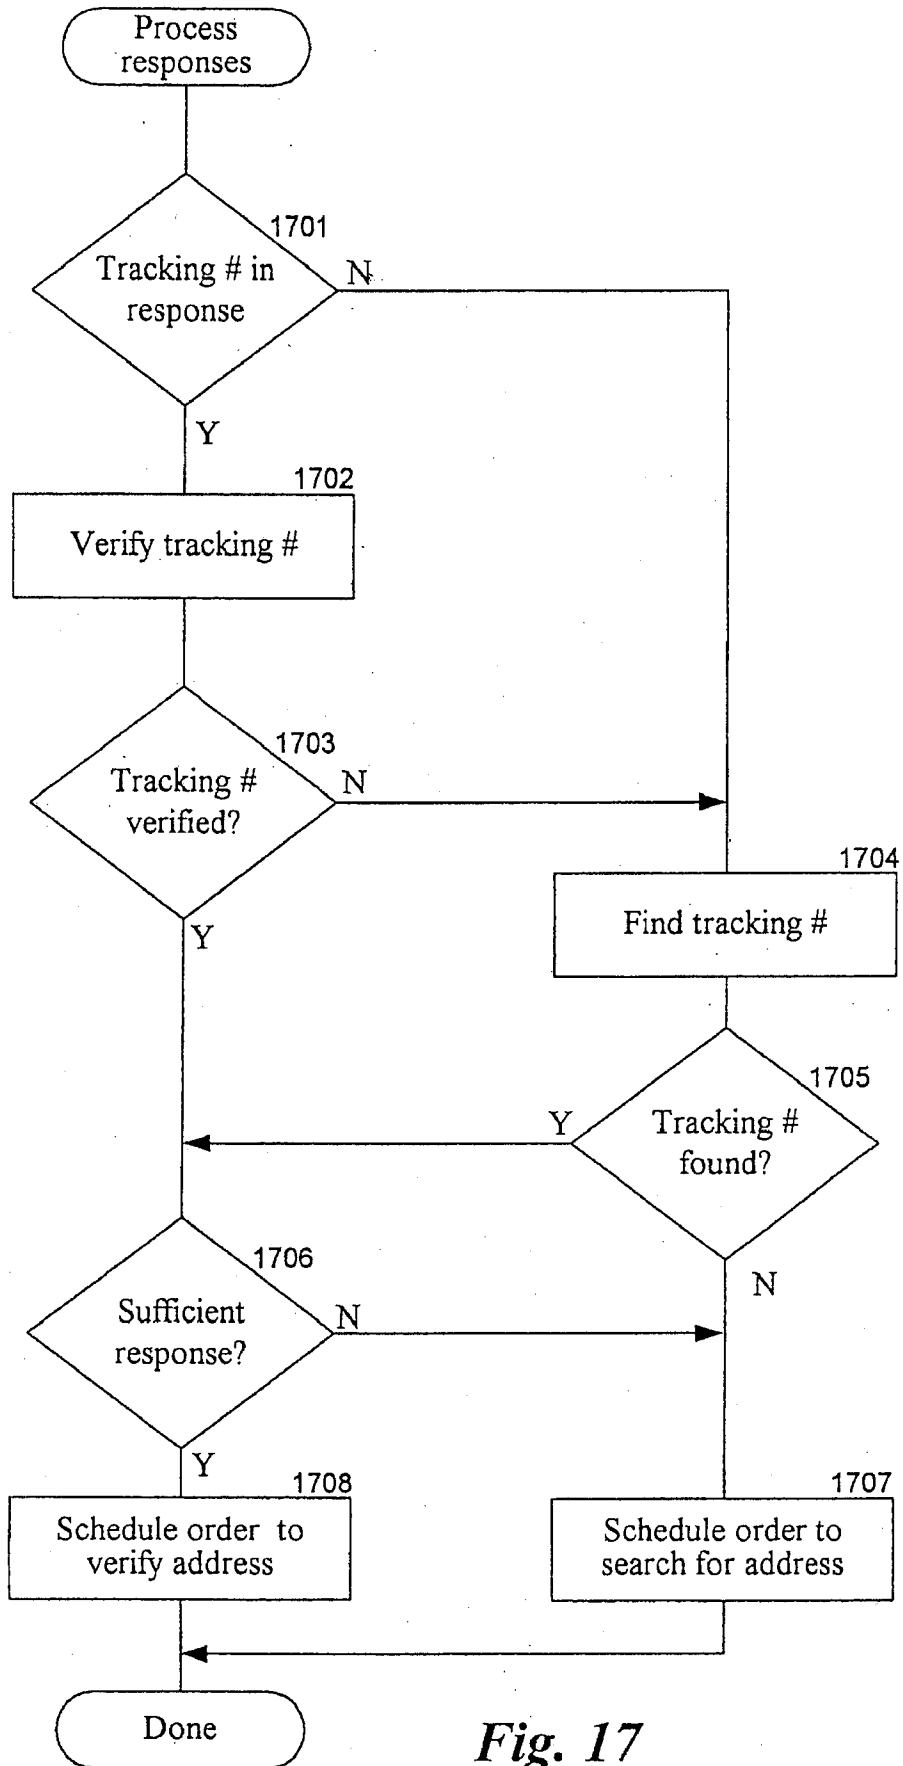 Process
responses
1701
Tracking # in
response
N
Y
1702
Verify tracking #
1703
Tracking #
verified?
N
Y
1704
Find tracking #
1705
Tracking #
found?
Y
N
1706
Sufficient
response?
N
Y
1708
Schedule order to
verify address
1707
Schedule order to
search for address
Done
Fig. 17